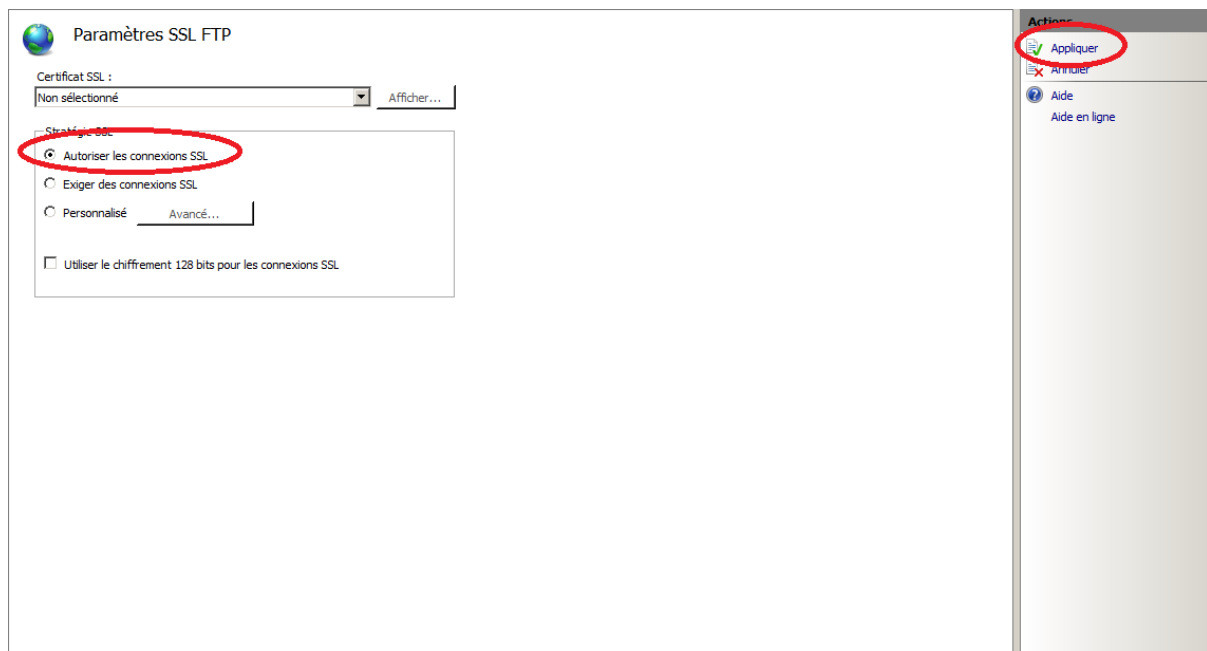 Paramètres SSL FTP
Certificat SSL :
Non sélectionné
Afficher...
Stratégie SSL
Autoriser les connexions SSL
Exiger des connexions SSL
Personnalisé
Avancé...
Utiliser le chiffrement 128 bits pour les connexions SSL
Actions
Appliquer
Annuler
Aide
Aide en ligne